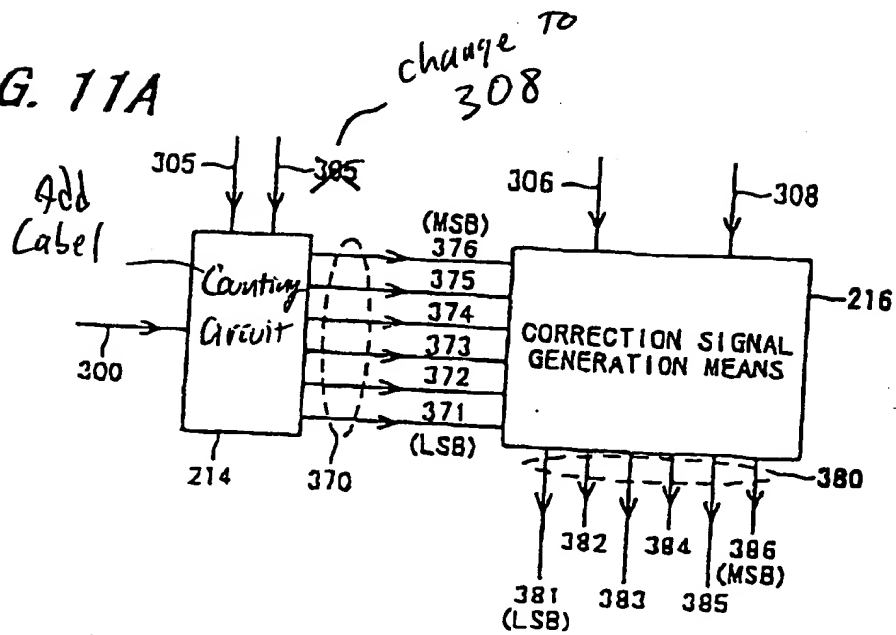 G. 11A
change TO
308
305
305
306
308
Add
Label
(MSB)
376
375
374
373
372
371
(LSB)
Counting
Circuit
300
214
370
CORRECTION SIGNAL
GENERATION MEANS
216
380
382
384
386
(MSB)
381
(LSB)
383
385